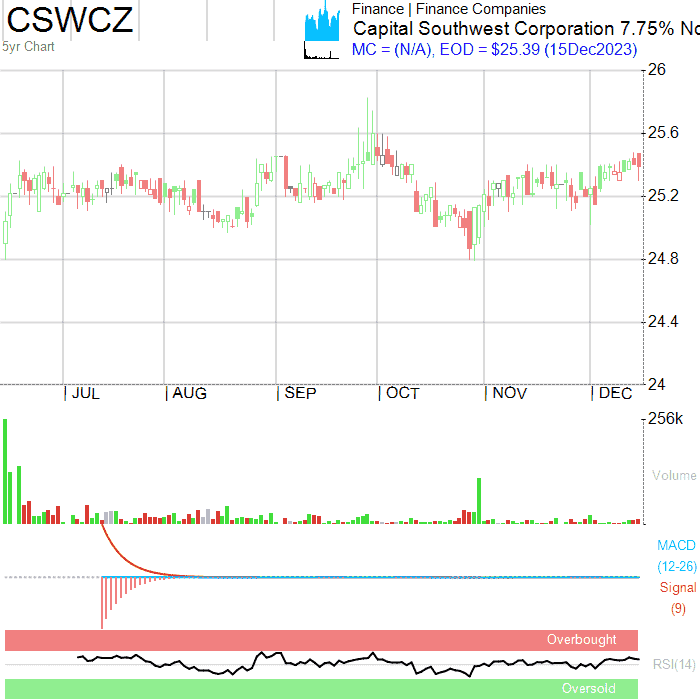 CSWCZ
5yr Chart
Finance | Finance Companies
Capital Southwest Corporation 7.75% No
MC = (N/A), EOD = $25.39 (15Dec2023)
26
25.6
25.2
24.8
24.4
24
| JUL | AUG | SEP | OCT | NOV | DEC
256k
Volume
MACD
(12-26)
Signal
(9)
Overbought
RSI(14)
Oversold